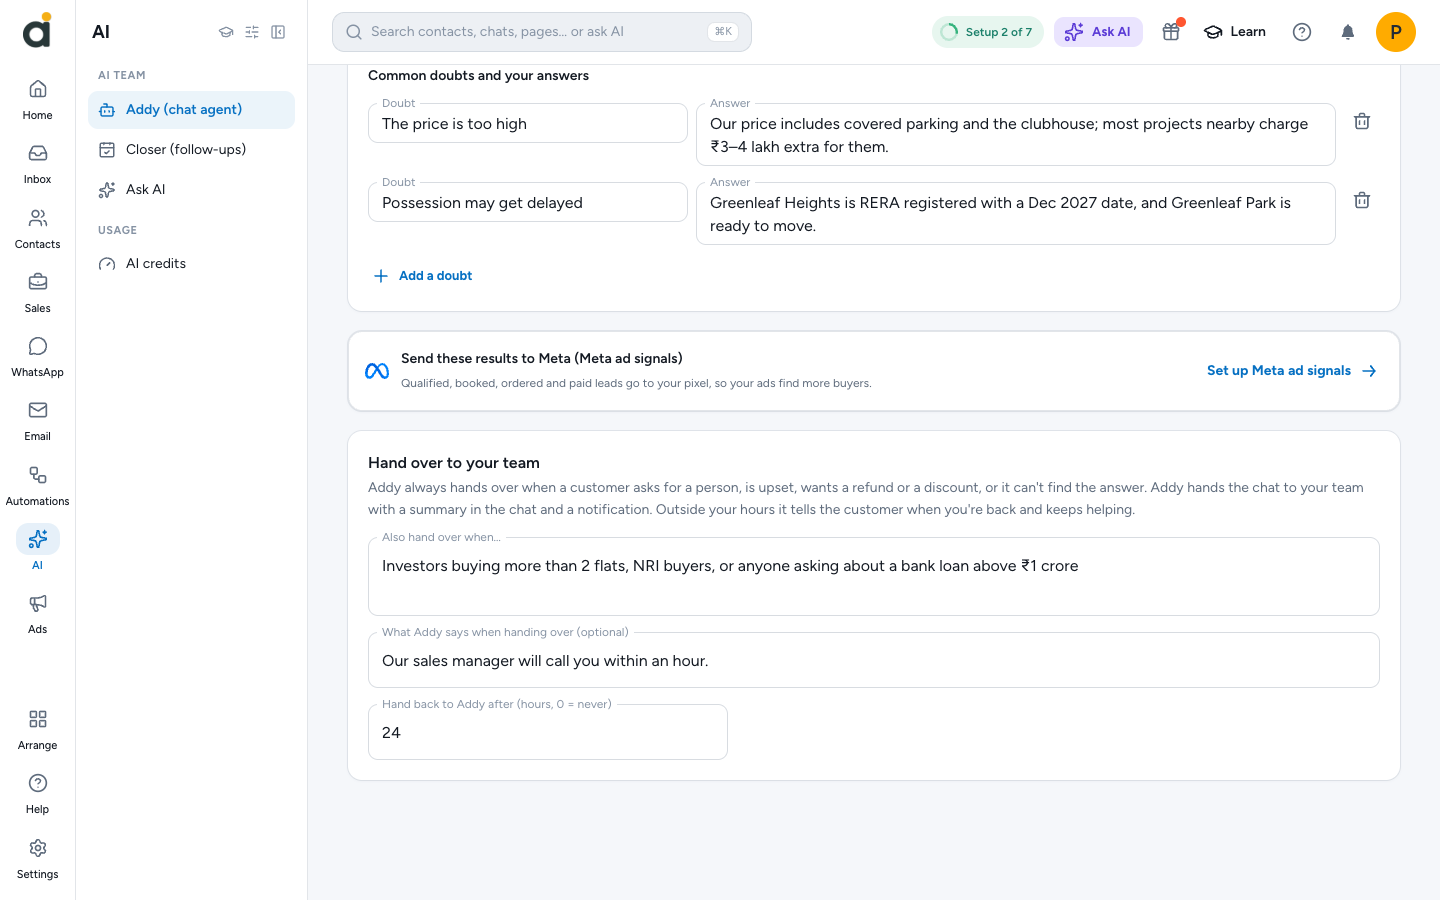 AI
Search contacts, chats, pages... or ask AI
⌘K
Setup 2 of 7
Ask AI
Learn
P
Home
Inbox
Contacts
Sales
WhatsApp
Email
Automations
AI
Ads
Arrange
Help
Settings
AI TEAM
Addy (chat agent)
Closer (follow-ups)
Ask AI
USAGE
AI credits
Common doubts and your answers
Doubt
The price is too high
Answer
Our price includes covered parking and the clubhouse; most projects nearby charge
₹3–4 lakh extra for them.
Doubt
Possession may get delayed
Answer
Greenleaf Heights is RERA registered with a Dec 2027 date, and Greenleaf Park is
ready to move.
Add a doubt
Send these results to Meta (Meta ad signals)
Qualified, booked, ordered and paid leads go to your pixel, so your ads find more buyers.
Set up Meta ad signals
Hand over to your team
Addy always hands over when a customer asks for a person, is upset, wants a refund or a discount, or it can't find the answer. Addy hands the chat to your team
with a summary in the chat and a notification. Outside your hours it tells the customer when you're back and keeps helping.
Also hand over when...
Investors buying more than 2 flats, NRI buyers, or anyone asking about a bank loan above ₹1 crore
What Addy says when handing over (optional)
Our sales manager will call you within an hour.
Hand back to Addy after (hours, 0 = never)
24